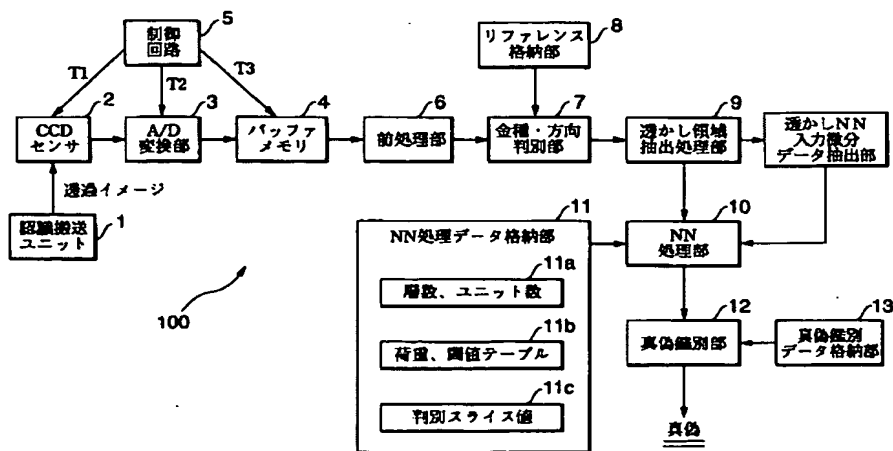 5
制御
回路
T1
T2
T3
リファレンス
格納部
8
2
CCD
センサ
3
A/D
変換部
4
バッファ
メモリ
6
前処理部
7
金種・方向
判別部
9
透かし領域
抽出処理部
透かしNN
入力微分
データ抽出部
透過イメージ
1
認識搬送
ユニット
100
11
NN処理データ格納部
11a
層数、ユニット数
11b
荷重、閾値テーブル
11c
判別スライス値
10
NN
処理部
12
真偽鑑別部
13
真偽鑑別
データ格納部
真偽